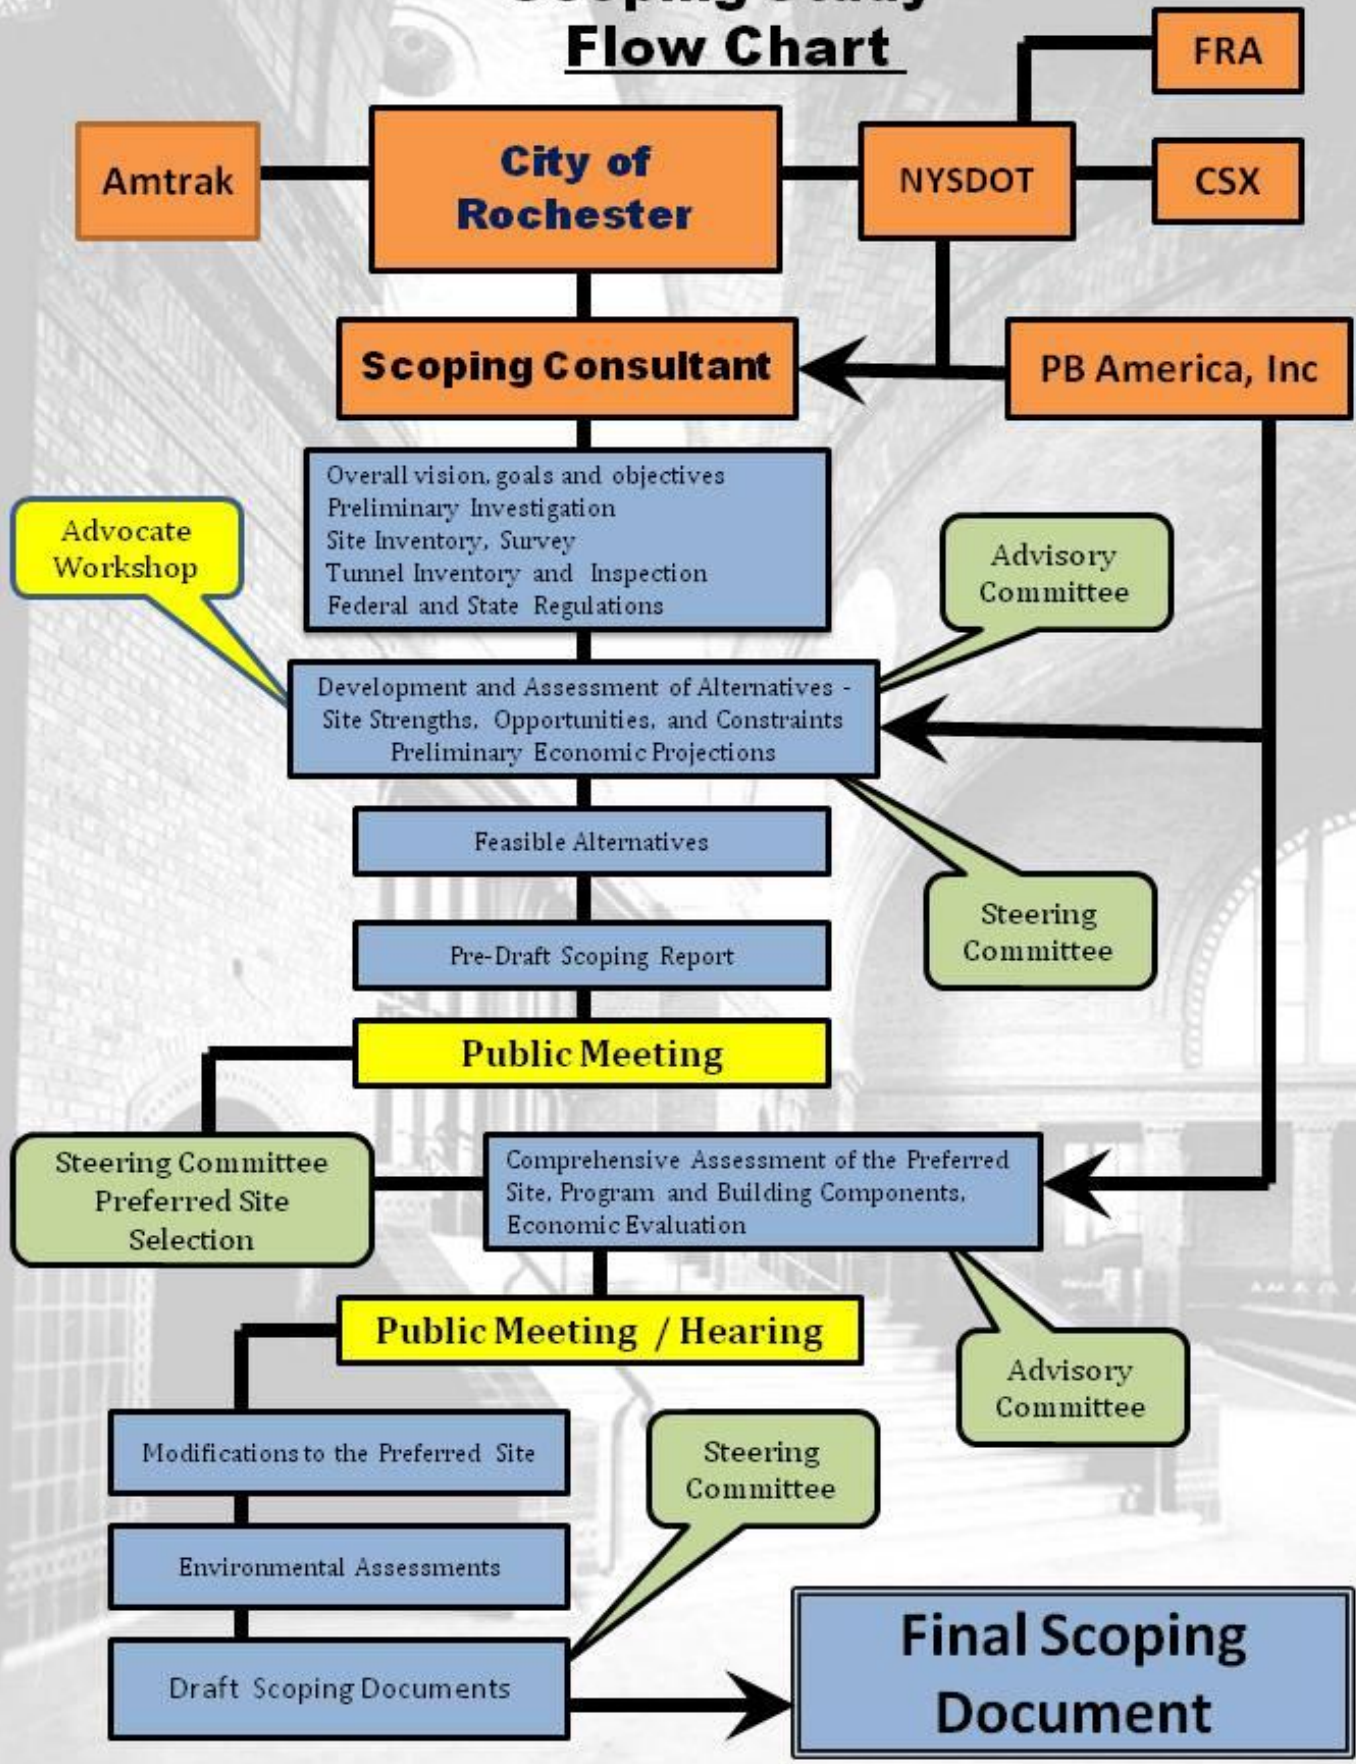 Scoping Study
Flow Chart
FRA
Amtrak
City of
Rochester
NYSDOT
CSX
Scoping Consultant
PB America, Inc
Overall vision, goals and objectives
Preliminary Investigation
Site Inventory, Survey
Tunnel Inventory and Inspection
Federal and State Regulations
Advocate
Workshop
Advisory
Committee
Development and Assessment of Alternatives -
Site Strengths, Opportunities, and Constraints
Preliminary Economic Projections
Feasible Alternatives
Steering
Committee
Pre-Draft Scoping Report
Public Meeting
Steering Committee
Preferred Site
Selection
Comprehensive Assessment of the Preferred
Site, Program and Building Components,
Economic Evaluation
Public Meeting / Hearing
Advisory
Committee
Modifications to the Preferred Site
Steering
Committee
Environmental Assessments
Draft Scoping Documents
Final Scoping
Document